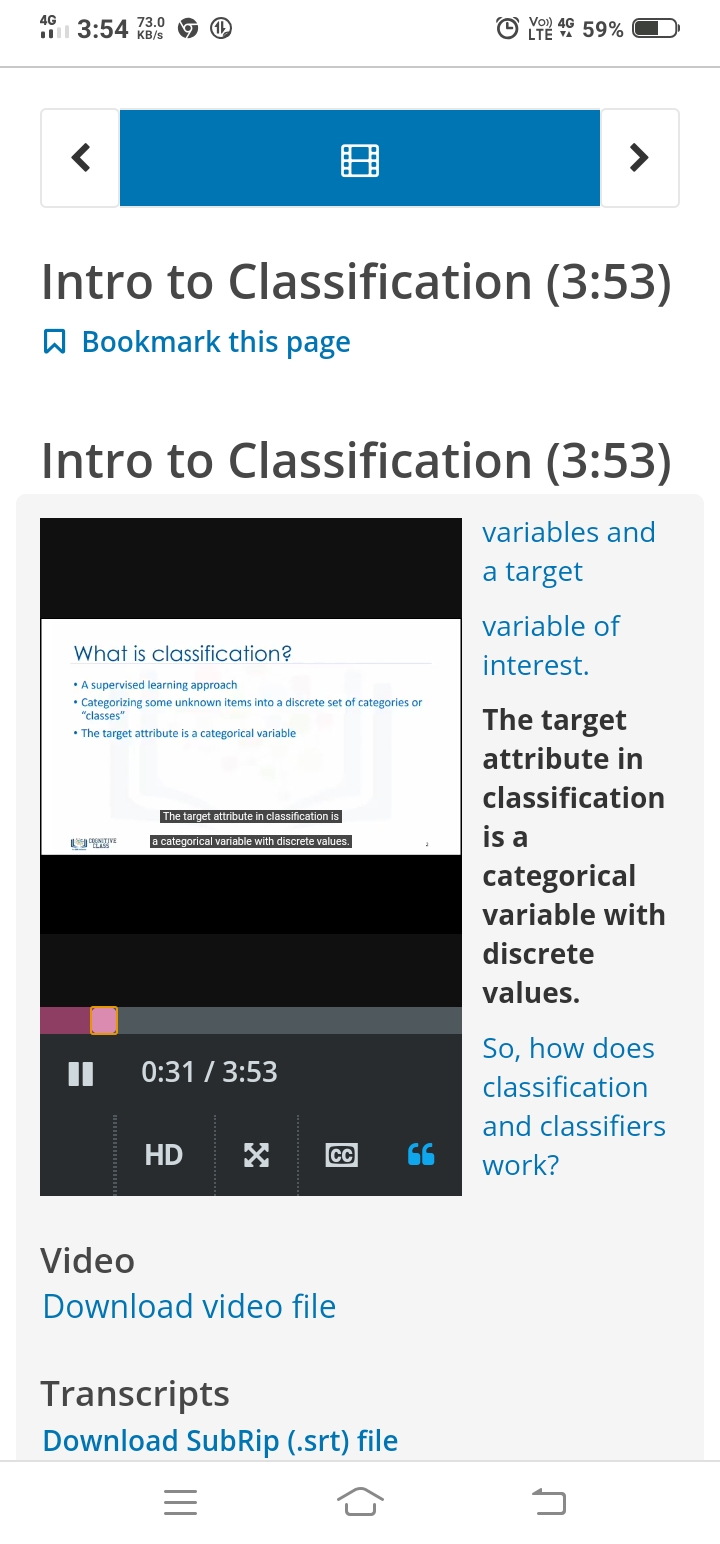 4G 3:54 73.0 KB/s Vo)) LTE 4G 59%
Intro to Classification (3:53)
Bookmark this page
Intro to Classification (3:53)
What is classification?
• A supervised learning approach
• Categorizing some unknown items into a discrete set of categories or
“classes”
• The target attribute is a categorical variable
The target attribute in classification is
a categorical variable with discrete values.
COGNITIVE
CLASS
2
variables and
a target
variable of
interest.
The target
attribute in
classification
is a
categorical
variable with
discrete
values.
So, how does
classification
and classifiers
work?
0:31 / 3:53
HD CC
Video
Download video file
Transcripts
Download SubRip (.srt) file